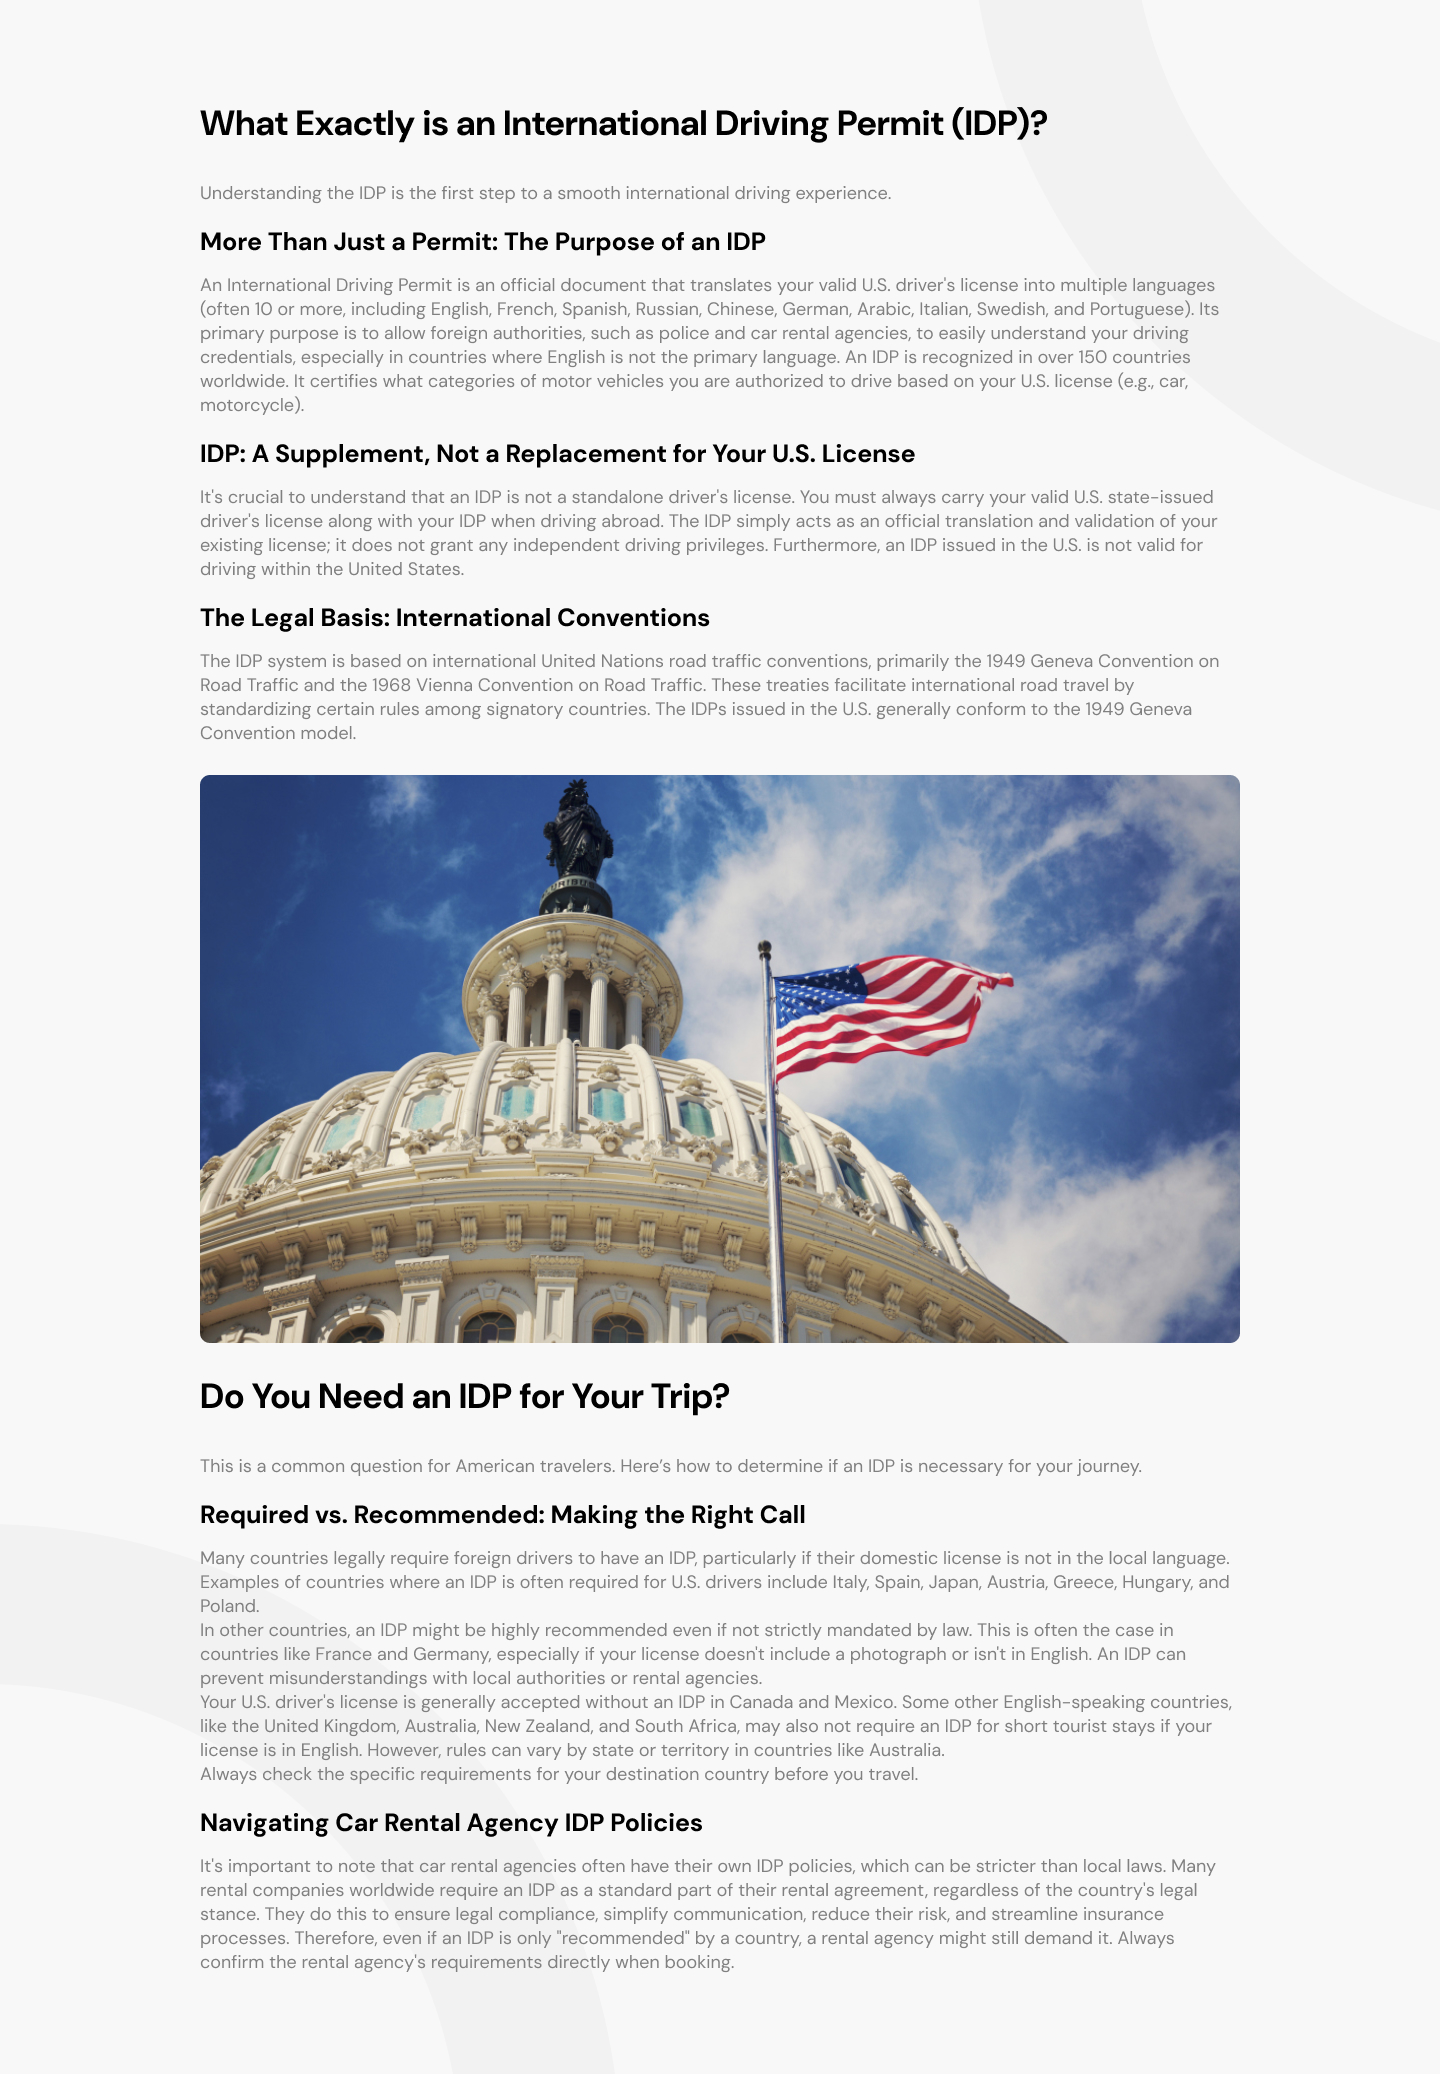 What Exactly is an International Driving Permit (IDP)?
Understanding the IDP is the first step to a smooth international driving experience.
More Than Just a Permit: The Purpose of an IDP
An International Driving Permit is an official document that translates your valid U.S. driver's license into multiple languages
(often 10 or more, including English, French, Spanish, Russian, Chinese, German, Arabic, Italian, Swedish, and Portuguese). Its
primary purpose is to allow foreign authorities, such as police and car rental agencies, to easily understand your driving
credentials, especially in countries where English is not the primary language. An IDP is recognized in over 150 countries
worldwide. It certifies what categories of motor vehicles you are authorized to drive based on your U.S. license (e.g., car,
motorcycle).
IDP: A Supplement, Not a Replacement for Your U.S. License
It's crucial to understand that an IDP is not a standalone driver's license. You must always carry your valid U.S. state-issued
driver's license along with your IDP when driving abroad. The IDP simply acts as an official translation and validation of your
existing license; it does not grant any independent driving privileges. Furthermore, an IDP issued in the U.S. is not valid for
driving within the United States.
The Legal Basis: International Conventions
The IDP system is based on international United Nations road traffic conventions, primarily the 1949 Geneva Convention on
Road Traffic and the 1968 Vienna Convention on Road Traffic. These treaties facilitate international road travel by
standardizing certain rules among signatory countries. The IDPs issued in the U.S. generally conform to the 1949 Geneva
Convention model.
Do You Need an IDP for Your Trip?
This is a common question for American travelers. Here’s how to determine if an IDP is necessary for your journey.
Required vs. Recommended: Making the Right Call
Many countries legally require foreign drivers to have an IDP, particularly if their domestic license is not in the local language.
Examples of countries where an IDP is often required for U.S. drivers include Italy, Spain, Japan, Austria, Greece, Hungary, and
Poland.
In other countries, an IDP might be highly recommended even if not strictly mandated by law. This is often the case in
countries like France and Germany, especially if your license doesn't include a photograph or isn't in English. An IDP can
prevent misunderstandings with local authorities or rental agencies.
Your U.S. driver's license is generally accepted without an IDP in Canada and Mexico. Some other English-speaking countries,
like the United Kingdom, Australia, New Zealand, and South Africa, may also not require an IDP for short tourist stays if your
license is in English. However, rules can vary by state or territory in countries like Australia.
Always check the specific requirements for your destination country before you travel.
Navigating Car Rental Agency IDP Policies
It's important to note that car rental agencies often have their own IDP policies, which can be stricter than local laws. Many
rental companies worldwide require an IDP as a standard part of their rental agreement, regardless of the country's legal
stance. They do this to ensure legal compliance, simplify communication, reduce their risk, and streamline insurance
processes. Therefore, even if an IDP is only "recommended" by a country, a rental agency might still demand it. Always
confirm the rental agency's requirements directly when booking.